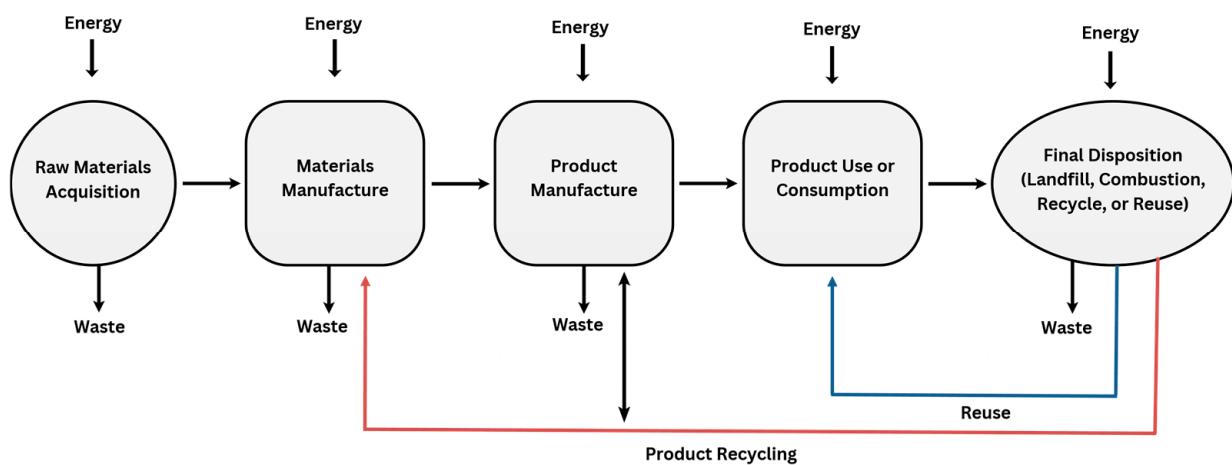 Energy
Energy
Energy
Energy
Energy
Raw Materials
Acquisition
Materials
Manufacture
Product
Manufacture
Product Use or
Consumption
Final Disposition
(Landfill, Combustion,
Recycle, or Reuse)
Waste
Waste
Waste
Waste
Reuse
Product Recycling